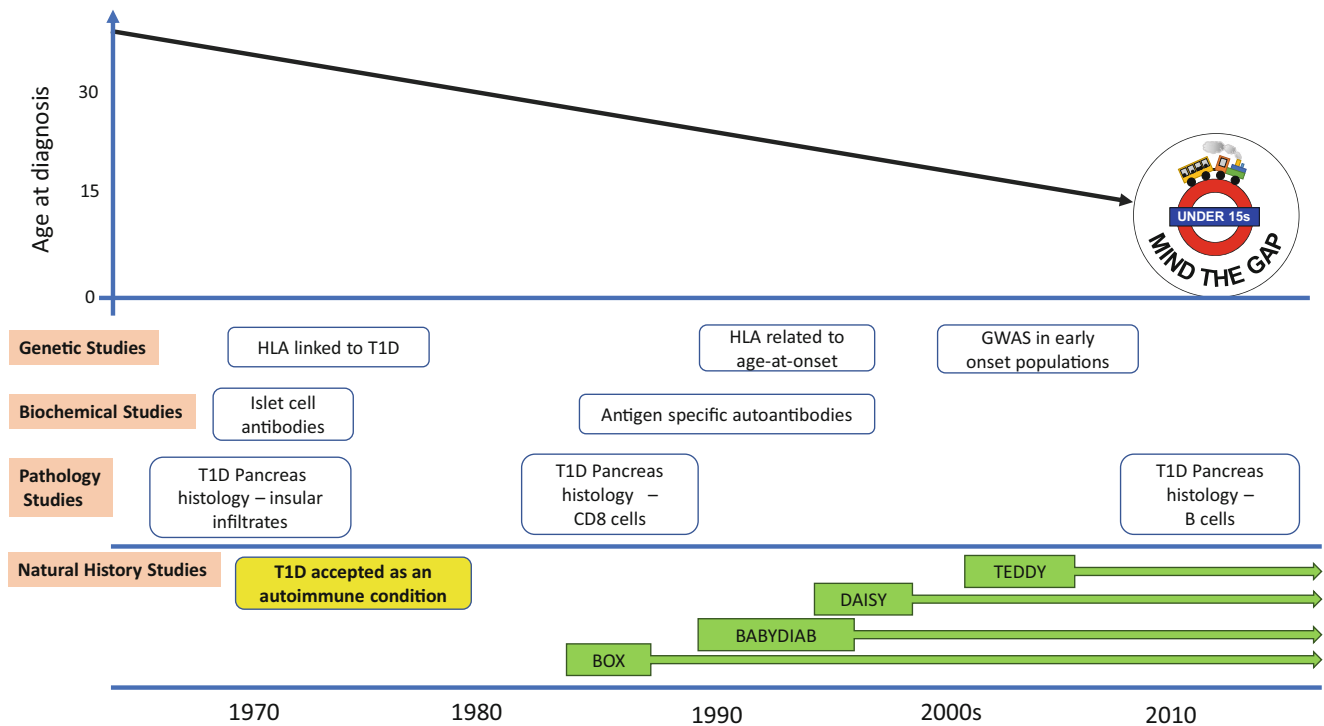 Age at diagnosis
30
15
0
UNDER 15s
MIND THE GAP
Genetic Studies
HLA linked to T1D
HLA related to
age-at-onset
GWAS in early
onset populations
Biochemical Studies
Islet cell
antibodies
Antigen specific autoantibodies
Pathology
Studies
T1D Pancreas
histology – insular
infiltrates
T1D Pancreas
histology –
CD8 cells
T1D Pancreas
histology –
B cells
Natural History Studies
T1D accepted as an
autoimmune condition
TEDDY
DAISY
BABYDIAB
BOX
1970
1980
1990
2000s
2010